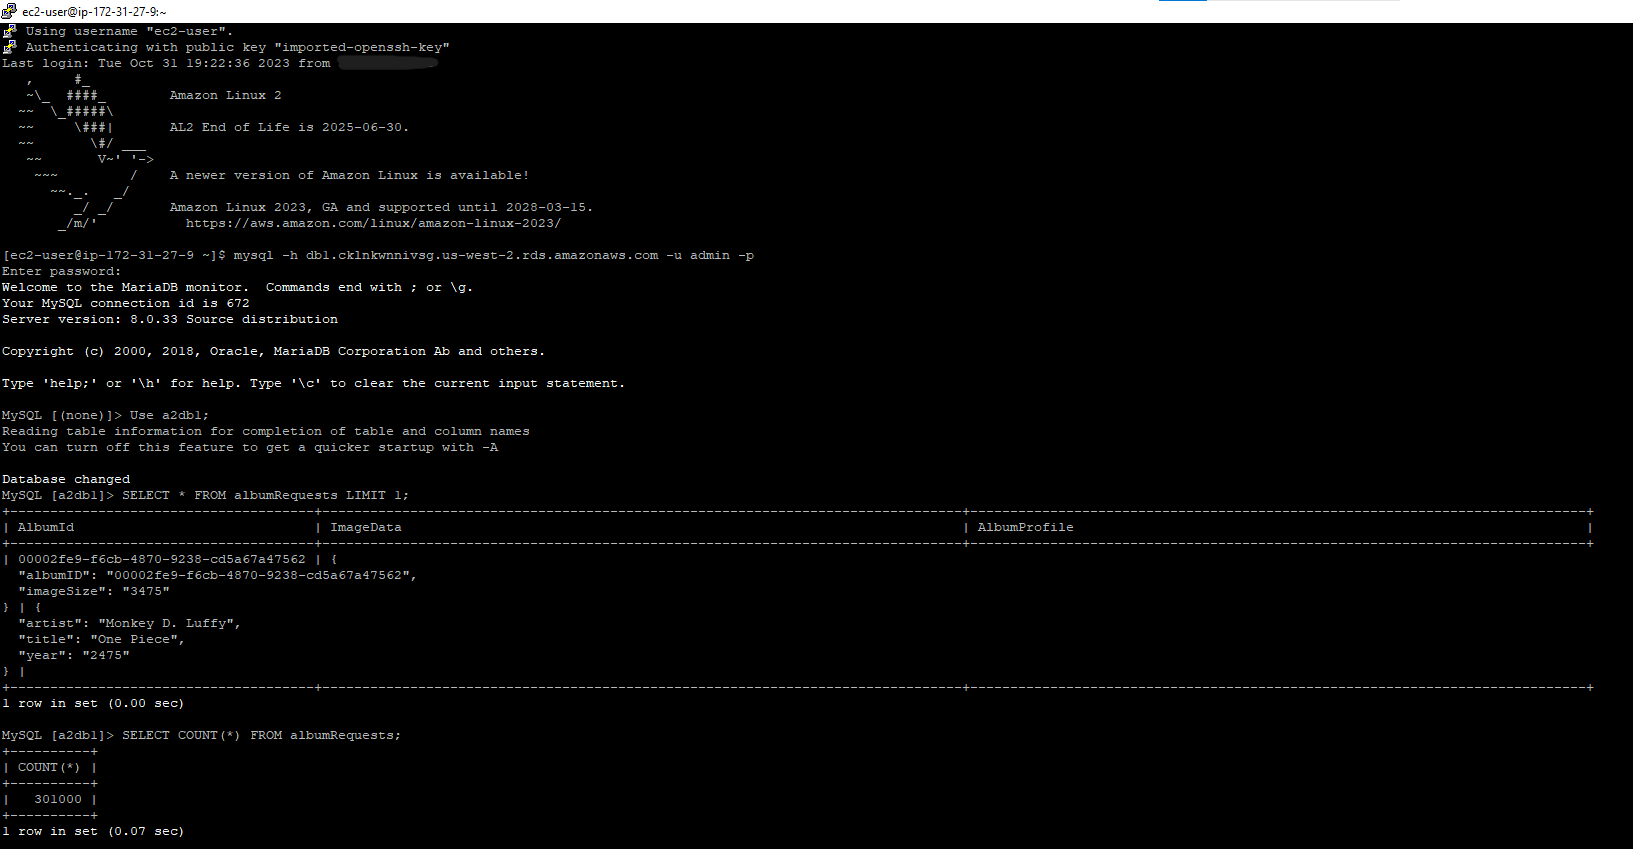 ec2-user@ip-172-31-27-9:~
Using username "ec2-user".
Authenticating with public key "imported-openssh-key"
Last login: Tue Oct 31 19:22:36 2023 from
   ,     #_
   ~\_  ####_        Amazon Linux 2
  ~~  \_#####\
  ~~     \###|       AL2 End of Life is 2025-06-30.
  ~~       \#/ ___
   ~~       V~' '->
    ~~~         /    A newer version of Amazon Linux is available!
      ~~._.   _/
         _/ _/       Amazon Linux 2023, GA and supported until 2028-03-15.
       _/m/'           https://aws.amazon.com/linux/amazon-linux-2023/
[ec2-user@ip-172-31-27-9 ~]$ mysql -h db1.cklnkwnnivsg.us-west-2.rds.amazonaws.com -u admin -p
Enter password:
Welcome to the MariaDB monitor.  Commands end with ; or \g.
Your MySQL connection id is 672
Server version: 8.0.33 Source distribution
Copyright (c) 2000, 2018, Oracle, MariaDB Corporation Ab and others.
Type 'help;' or '\h' for help. Type '\c' to clear the current input statement.
MySQL [(none)]> Use a2db1;
Reading table information for completion of table and column names
You can turn off this feature to get a quicker startup with -A
Database changed
MySQL [a2db1]> SELECT * FROM albumRequests LIMIT 1;
| AlbumId | ImageData | AlbumProfile |
| 00002fe9-f6cb-4870-9238-cd5a67a47562 | {
  "albumID": "00002fe9-f6cb-4870-9238-cd5a67a47562",
  "imageSize": "3475"
} | {
  "artist": "Monkey D. Luffy",
  "title": "One Piece",
  "year": "2475"
} |
1 row in set (0.00 sec)
MySQL [a2db1]> SELECT COUNT(*) FROM albumRequests;
+----------+
| COUNT(*) |
+----------+
|   301000 |
+----------+
1 row in set (0.07 sec)